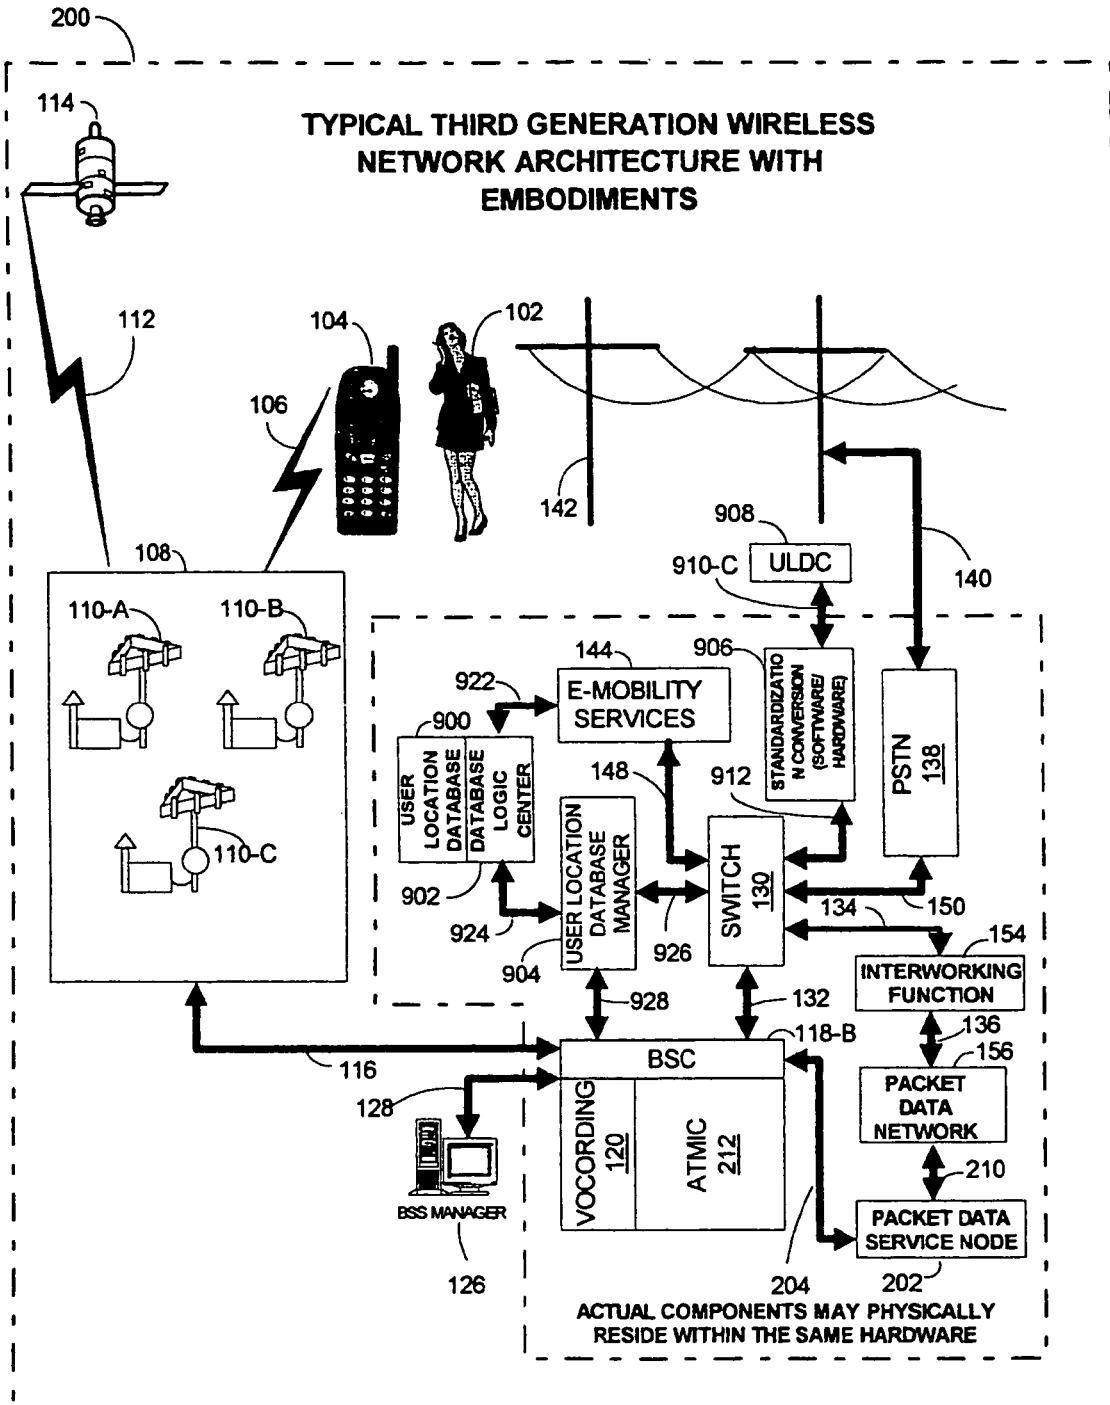 200
114
TYPICAL THIRD GENERATION WIRELESS
NETWORK ARCHITECTURE WITH
EMBODIMENTS
112
104
102
106
142
908
ULDC
910-C
140
108
110-A
110-B
110-C
144
E-MOBILITY
SERVICES
906
STANDARDIZATIO
N CONVERSION
(SOFTWARE/
HARDWARE)
PSTN
138
922
900
USER
LOCATION
DATABASE
DATABASE
LOGIC
CENTER
902
148
912
USER LOCATION
DATABASE
MANAGER
904
924
926
SWITCH
130
134
150
154
INTERWORKING
FUNCTION
928
132
136
118-B
156
116
BSC
128
PACKET
DATA
NETWORK
VOCORDING
120
ATMIC
212
210
BSS MANAGER
126
PACKET DATA
SERVICE NODE
204
202
ACTUAL COMPONENTS MAY PHYSICALLY
RESIDE WITHIN THE SAME HARDWARE